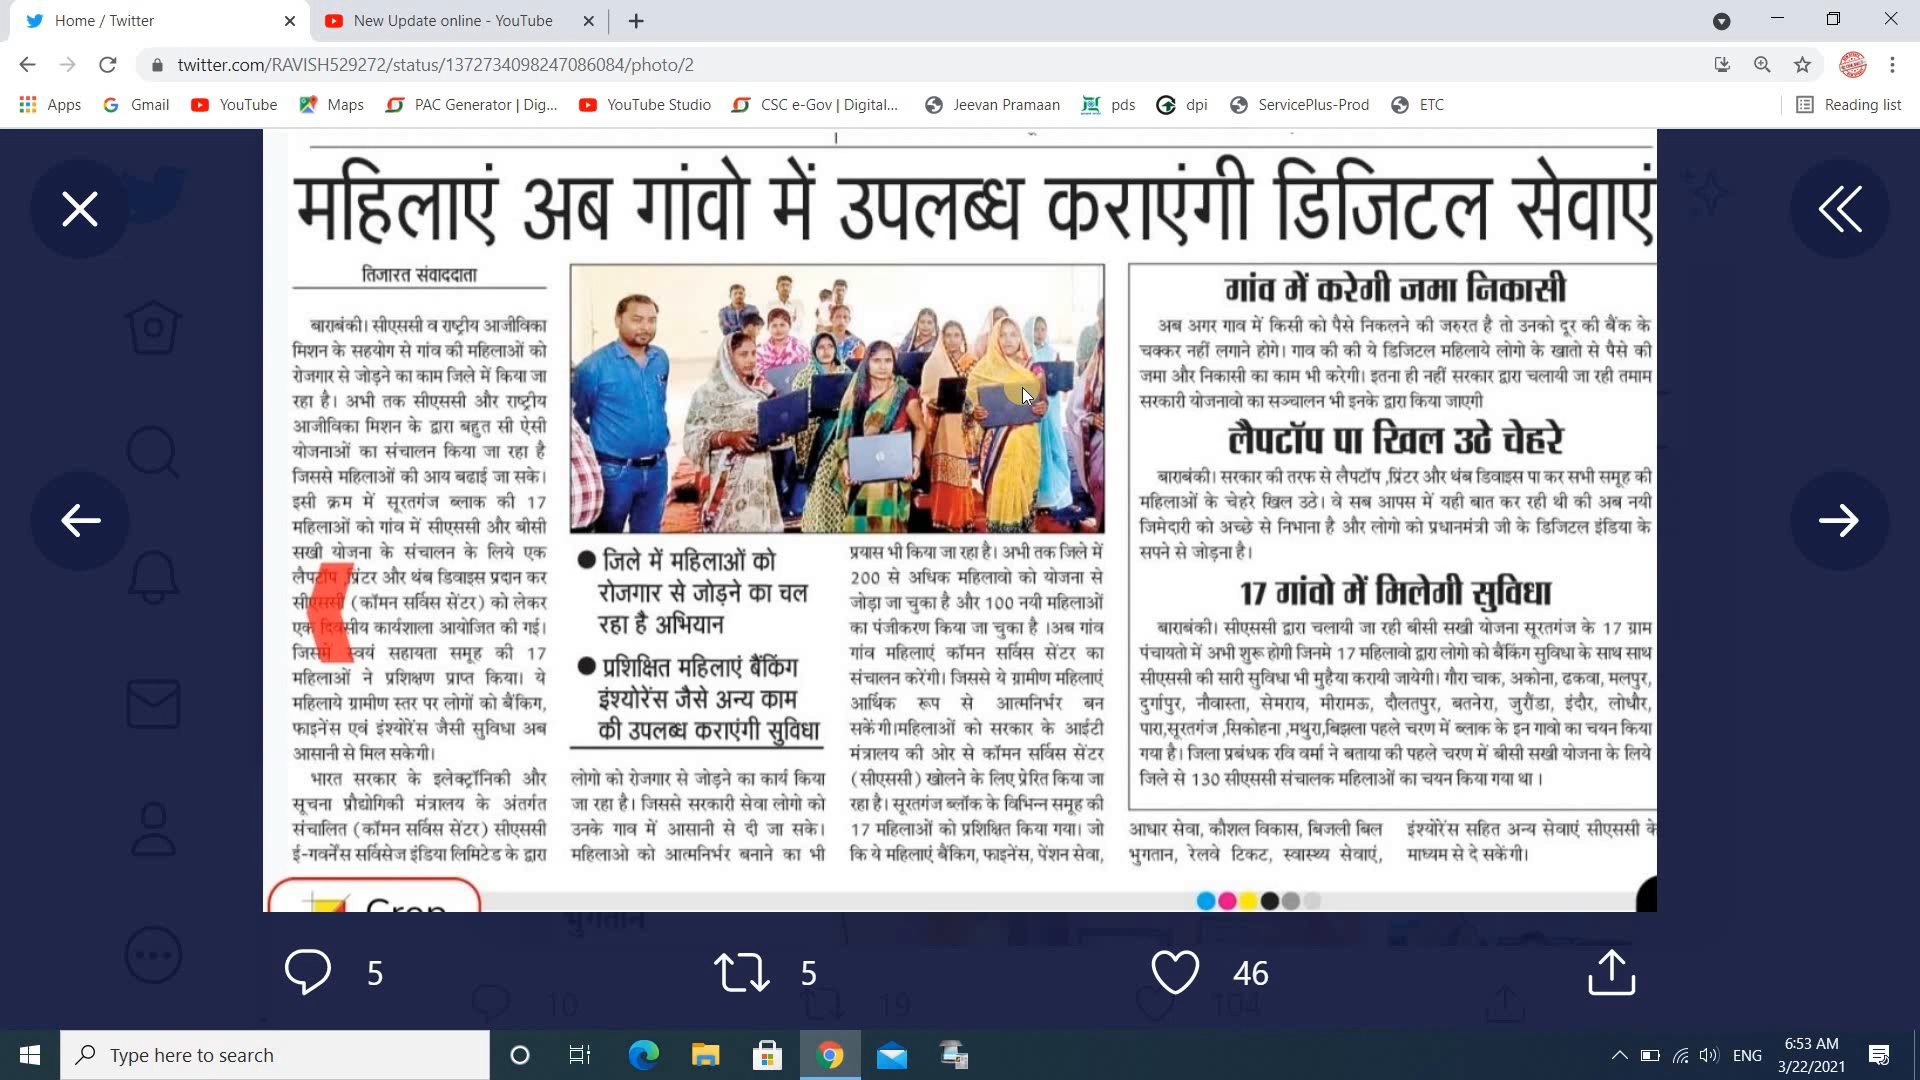 Home / Twitter
New Update online - YouTube
twitter.com/RAVISH529272/status/1372734098247086084/photo/2
Apps
Gmail
YouTube
Maps
PAC Generator | Dig...
YouTube Studio
CSC e-Gov | Digital...
Jeevan Pramaan
pds
dpi
ServicePlus-Prod
ETC
Reading list
महिलाएं अब गांवो में उपलब्ध कराएंगी डिजिटल सेवाएं
तिजारत संवाददाता
बाराबंकी। सीएससी व राष्ट्रीय आजीविका
मिशन के सहयोग से गांव की महिलाओं को
रोजगार से जोड़ने का काम जिले में किया जा
रहा है। अभी तक सीएससी और राष्ट्रीय
आजीविका मिशन के द्वारा बहुत सी ऐसी
योजनाओं का संचालन किया जा रहा है
जिससे महिलाओं की आय बढाई जा सके।
इसी क्रम में सूरतगंज ब्लाक की 17
महिलाओं को गांव में सीएससी और बीसी
सखी योजना के संचालन के लिये एक
लैपटॉप ,प्रिंटर और थंब डिवाइस प्रदान कर
सीएससी (कॉमन सर्विस सेंटर) को लेकर
एक दिवसीय कार्यशाला आयोजित की गई।
जिसमें स्वयं सहायता समूह की 17
महिलाओं ने प्रशिक्षण प्राप्त किया। ये
महिलाये ग्रामीण स्तर पर लोगों को बैंकिंग,
फाइनेंस एवं इंश्योरेंस जैसी सुविधा अब
आसानी से मिल सकेगी।
भारत सरकार के इलेक्ट्रॉनिकी और
सूचना प्रौद्योगिकी मंत्रालय के अंतर्गत
संचालित (कॉमन सर्विस सेंटर) सीएससी
ई-गवर्नेंस सर्विसेज इंडिया लिमिटेड के द्वारा
● जिले में महिलाओं को
रोजगार से जोड़ने का चल
रहा है अभियान
● प्रशिक्षित महिलाएं बैंकिंग
इंश्योरेंस जैसे अन्य काम
की उपलब्ध कराएंगी सुविधा
लोगो को रोजगार से जोड़ने का कार्य किया
जा रहा है। जिससे सरकारी सेवा लोगो को
उनके गाव में आसानी से दी जा सके।
महिलाओ को आत्मनिर्भर बनाने का भी
प्रयास भी किया जा रहा है। अभी तक जिले में
200 से अधिक महिलावो को योजना से
जोड़ा जा चुका है और 100 नयी महिलाओं
का पंजीकरण किया जा चुका है ।अब गांव
गांव महिलाएं कॉमन सर्विस सेंटर का
संचालन करेंगी। जिससे ये ग्रामीण महिलाएं
आर्थिक रूप से आत्मनिर्भर बन
सकें गी।महिलाओं को सरकार के आईटी
मंत्रालय की ओर से कॉमन सर्विस सेंटर
(सीएससी) खोलने के लिए प्रेरित किया जा
रहा है। सूरतगंज ब्लॉक के विभिन्न समूह की
17 महिलाओं को प्रशिक्षित किया गया। जो
कि ये महिलाएं बैंकिंग, फाइनेंस, पेंशन सेवा,
गांव में करेगी जमा निकासी
अब अगर गाव में किसी को पैसे निकलने की जरुरत है तो उनको दूर की बैंक के
चक्कर नहीं लगाने होगे। गाव की की ये डिजिटल महिलाये लोगो के खातो से पैसे की
जमा और निकासी का काम भी करेगी। इतना ही नहीं सरकार द्वारा चलायी जा रही तमाम
सरकारी योजनावो का सञ्चालन भी इनके द्वारा किया जाएगी
लैपटॉप पा खिल उठे चेहरे
बाराबंकी। सरकार की तरफ से लैपटॉप ,प्रिंटर और थंब डिवाइस पा कर सभी समूह की
महिलाओं के चेहरे खिल उठे। वे सब आपस में यही बात कर रही थी की अब नयी
जिमेदारी को अच्छे से निभाना है और लोगो को प्रधानमंत्री जी के डिजिटल इंडिया के
सपने से जोड़ना है।
17 गांवो में मिलेगी सुविधा
बाराबंकी। सीएससी द्वारा चलायी जा रही बीसी सखी योजना सूरतगंज के 17 ग्राम
पंचायतो में अभी शुरू होगी जिनमे 17 महिलावो द्वारा लोगो को बैंकिंग सुविधा के साथ साथ
सीएससी की सारी सुविधा भी मुहैया करायी जायेगी। गौरा चाक, अकोना, ढकवा, मलपुर,
दुर्गापुर, नौवास्ता, सेमराय, मीरामऊ, दौलतपुर, बतनेरा, जुरौंडा, इंदौर, लोधौर,
पारा,सूरतगंज ,सिकोहना ,मथुरा,बिझला पहले चरण में ब्लाक के इन गावो का चयन किया
गया है। जिला प्रबंधक रवि वर्मा ने बताया की पहले चरण में बीसी सखी योजना के लिये
जिले से 130 सीएससी संचालक महिलाओं का चयन किया गया था ।
आधार सेवा, कौशल विकास, बिजली बिल
भुगतान, रेलवे टिकट, स्वास्थ्य सेवाएं,
इंश्योरेंस सहित अन्य सेवाएं सीएससी के
माध्यम से दे सकें गी।
Crop
भुगतान
5
5
46
10
19
104
Type here to search
ENG
6:53 AM
3/22/2021